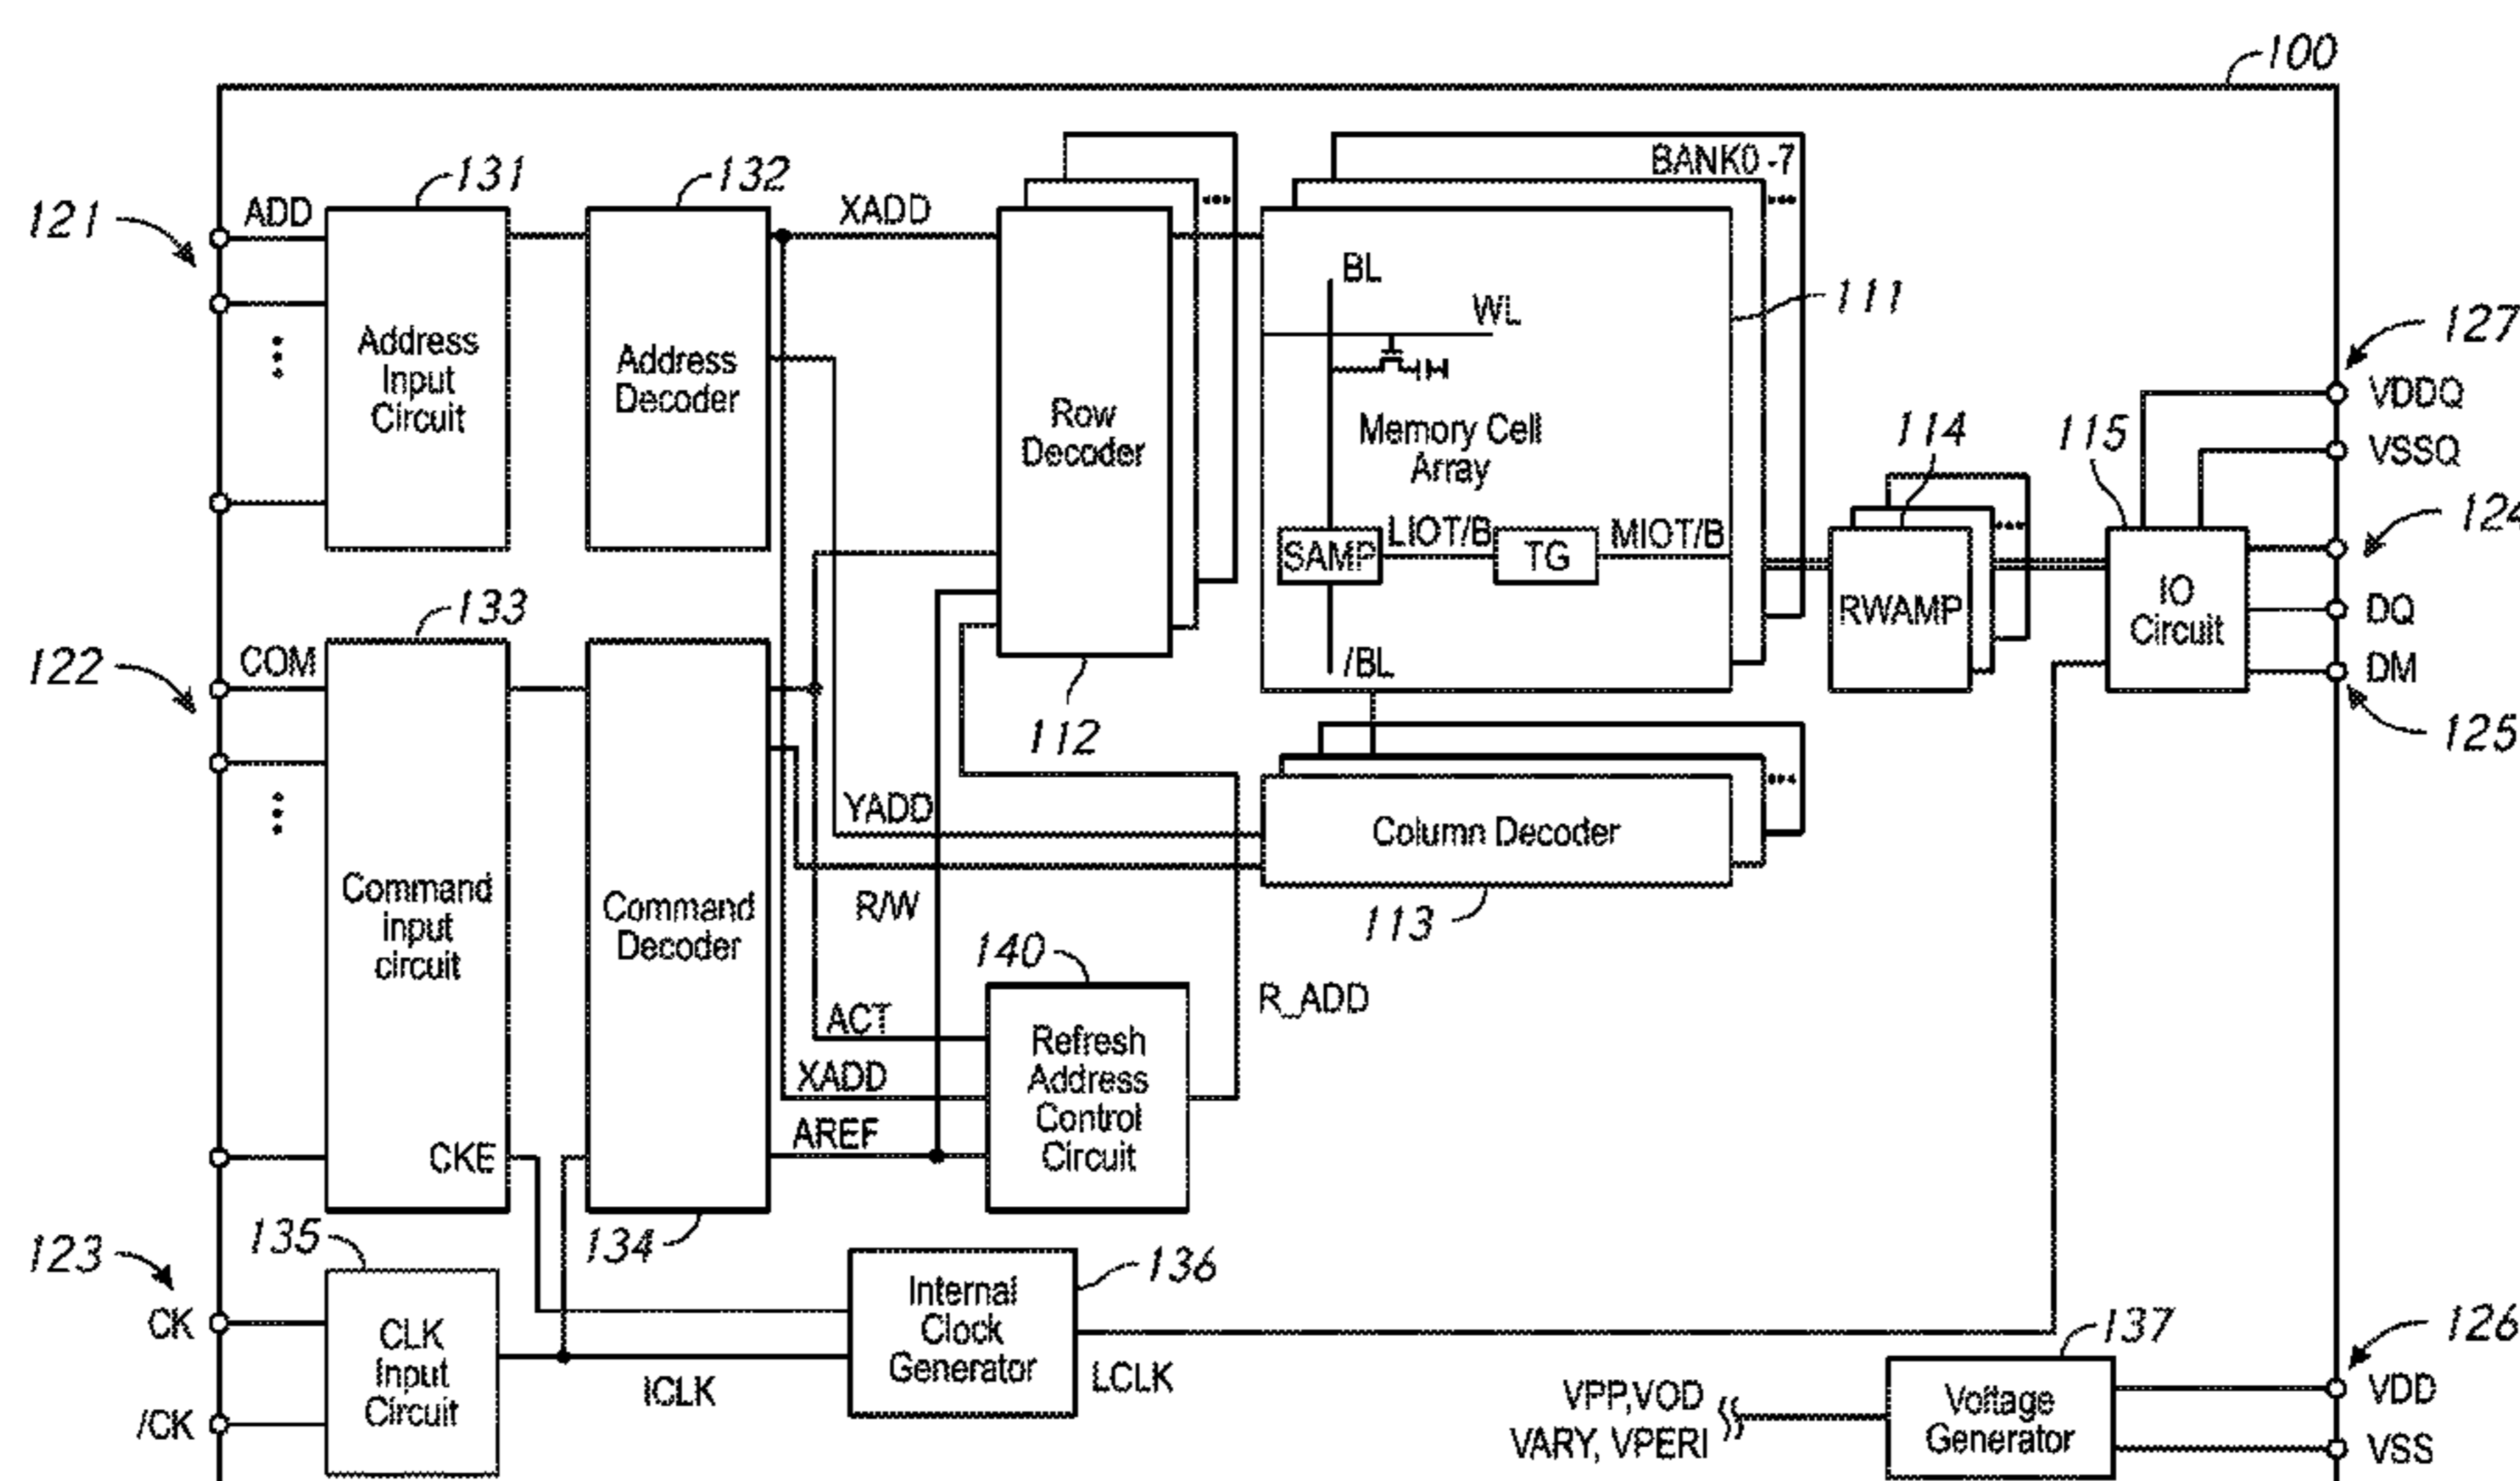 100
131
132
BANK0 -7
121
ADD
XADD
...
...
BL
111
WL
127
Address
Input
Circuit
Address
Decoder
Row
Decoder
Memory Cell
Array
VDDQ
114
115
VSSQ
124
SAMP
LIOT/B
TG
MIOT/B
...
RWAMP
IO
Circuit
DQ
133
122
COM
/BL
DM
112
125
YADD
Column Decoder
...
Command
input
circuit
Command
Decoder
R/W
113
140
R_ADD
ACT
Refresh
Address
Control
Circuit
XADD
AREF
CKE
135
134
123
136
CK
CLK
Input
Circuit
Internal
Clock
Generator
137
126
/CK
ICLK
LCLK
VPP,VOD
VARY, VPERI
Voltage
Generator
VDD
VSS